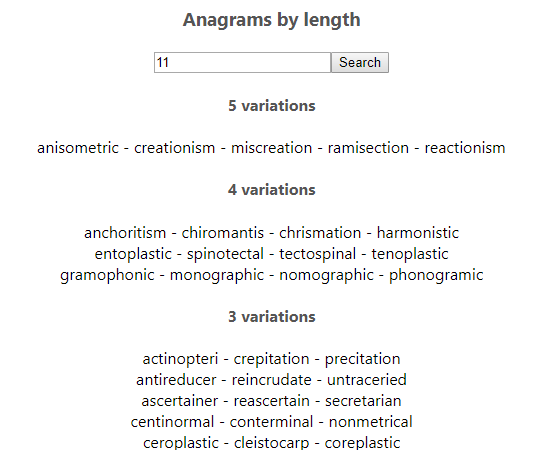 Anagrams by length
11 Search
5 variations
anisometric - creationism - miscreation - ramisection - reactionism
4 variations
anchoritism - chiromantis - chrismation - harmonistic
entoplastic - spinotectal - tectospinal - tenoplastic
gramophonic - monographic - nomographic - phonogramic
3 variations
actinopteri - crepitation - precitation
antireducer - reincrudate - untraceried
ascertainer - reascertain - secretarian
centinormal - conterminal - nonmetrical
ceroplastic - cleistocarp - coreplastic